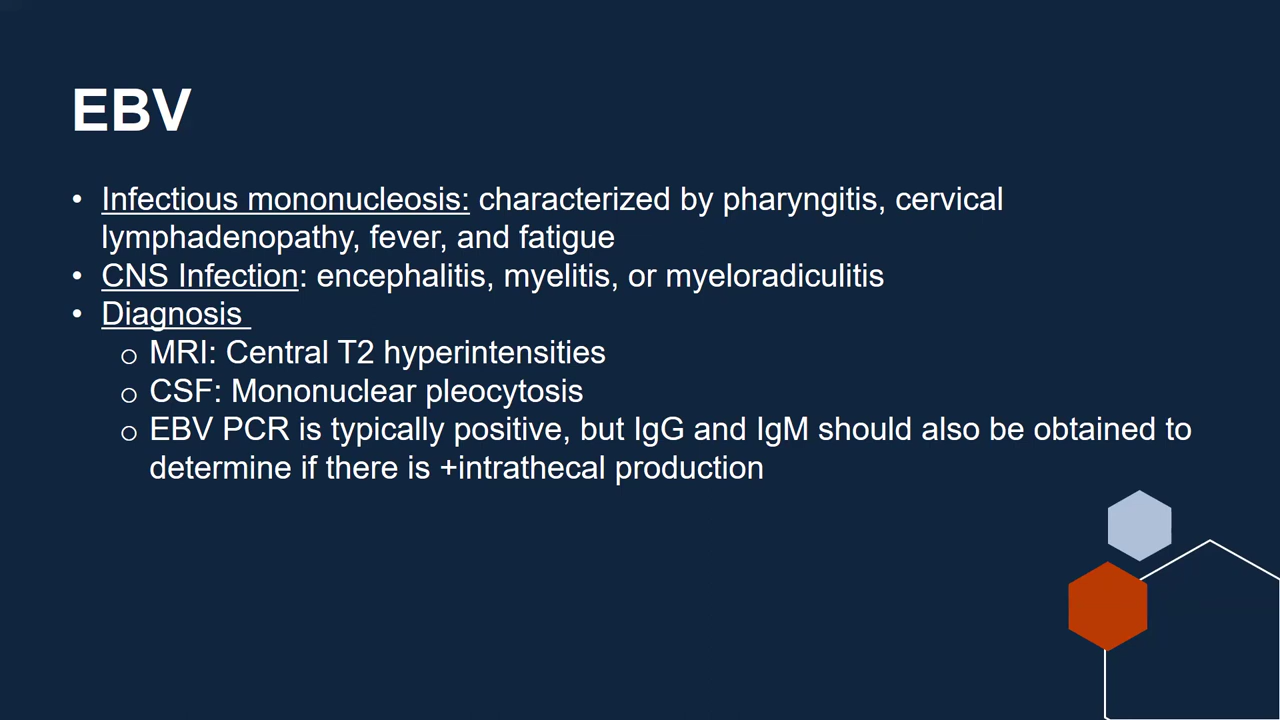 EBV
• Infectious mononucleosis: characterized by pharyngitis, cervical
lymphadenopathy, fever, and fatigue
• CNS Infection: encephalitis, myelitis, or myeloradiculitis
• Diagnosis
o MRI: Central T2 hyperintensities
o CSF: Mononuclear pleocytosis
o EBV PCR is typically positive, but IgG and IgM should also be obtained to
determine if there is +intrathecal production